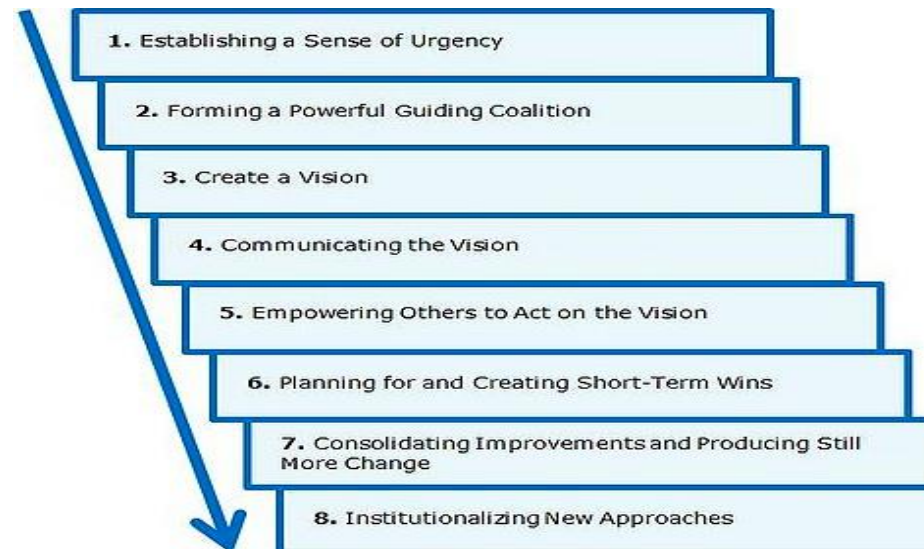 1. Establishing a Sense of Urgency
2. Forming a Powerful Guiding Coalition
3. Create a Vision
4. Communicating the Vision
5. Empowering Others to Act on the Vision
6. Planning for and Creating Short-Term Wins
7. Consolidating Improvements and Producing Still
More Change
8. Institutionalizing New Approaches